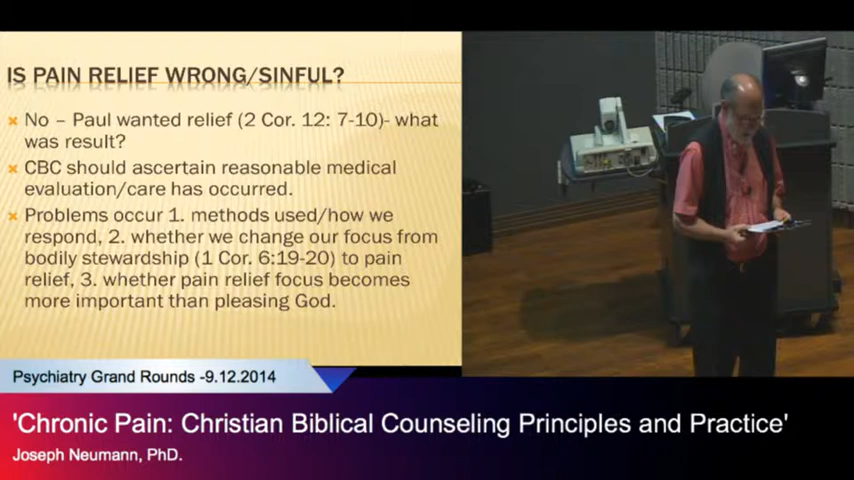 IS PAIN RELIEF WRONG/SINFUL?
No – Paul wanted relief (2 Cor. 12: 7-10)- what
was result?
CBC should ascertain reasonable medical
evaluation/care has occurred.
Problems occur 1. methods used/how we
respond, 2. whether we change our focus from
bodily stewardship (1 Cor. 6:19-20) to pain
relief, 3. whether pain relief focus becomes
more important than pleasing God.
Psychiatry Grand Rounds -9.12.2014
'Chronic Pain: Christian Biblical Counseling Principles and Practice'
Joseph Neumann, PhD.